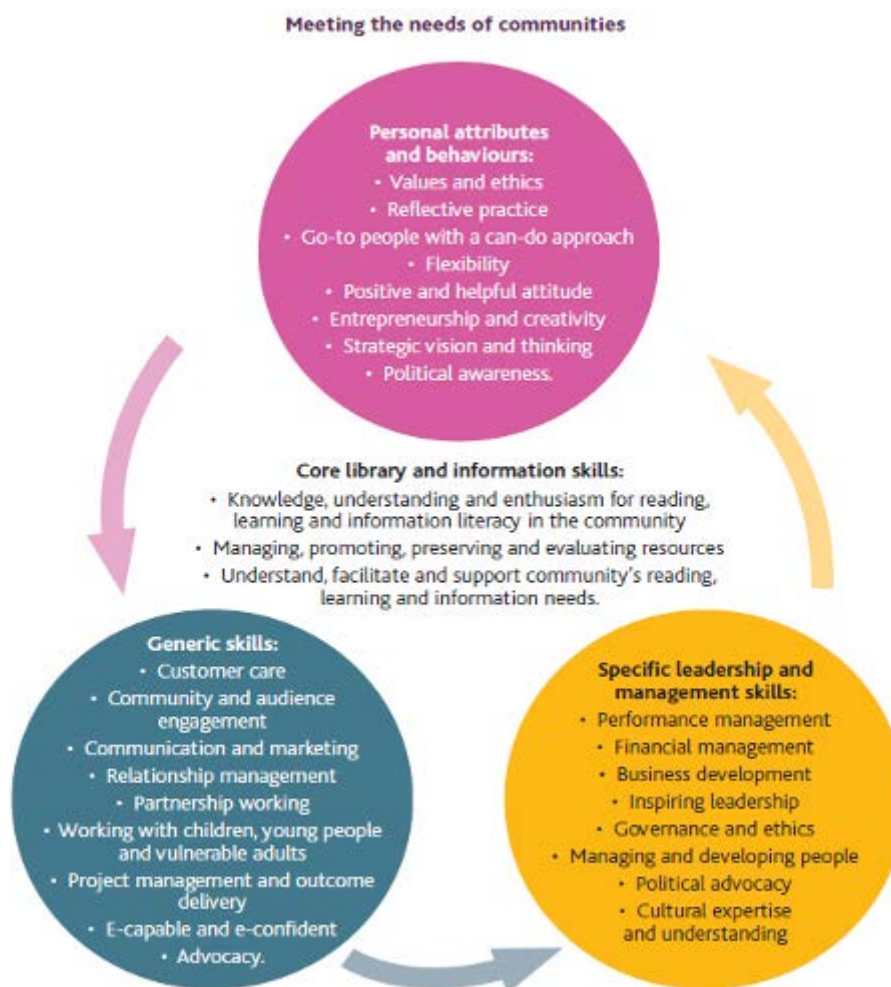 Meeting the needs of communities
Personal attributes
and behaviours:
• Values and ethics
• Reflective practice
• Go-to people with a can-do approach
• Flexibility
• Positive and helpful attitude
• Entrepreneurship and creativity
• Strategic vision and thinking
• Political awareness.
Core library and information skills:
• Knowledge, understanding and enthusiasm for reading,
learning and information literacy in the community
• Managing, promoting, preserving and evaluating resources
• Understand, facilitate and support community's reading,
learning and information needs.
Generic skills:
• Customer care
• Community and audience
engagement
• Communication and marketing
• Relationship management
• Partnership working
• Working with children, young people
and vulnerable adults
• Project management and outcome
delivery
• E-capable and e-confident
• Advocacy.
Specific leadership and
management skills:
• Performance management
• Financial management
• Business development
• Inspiring leadership
• Governance and ethics
• Managing and developing people
• Political advocacy
• Cultural expertise
and understanding